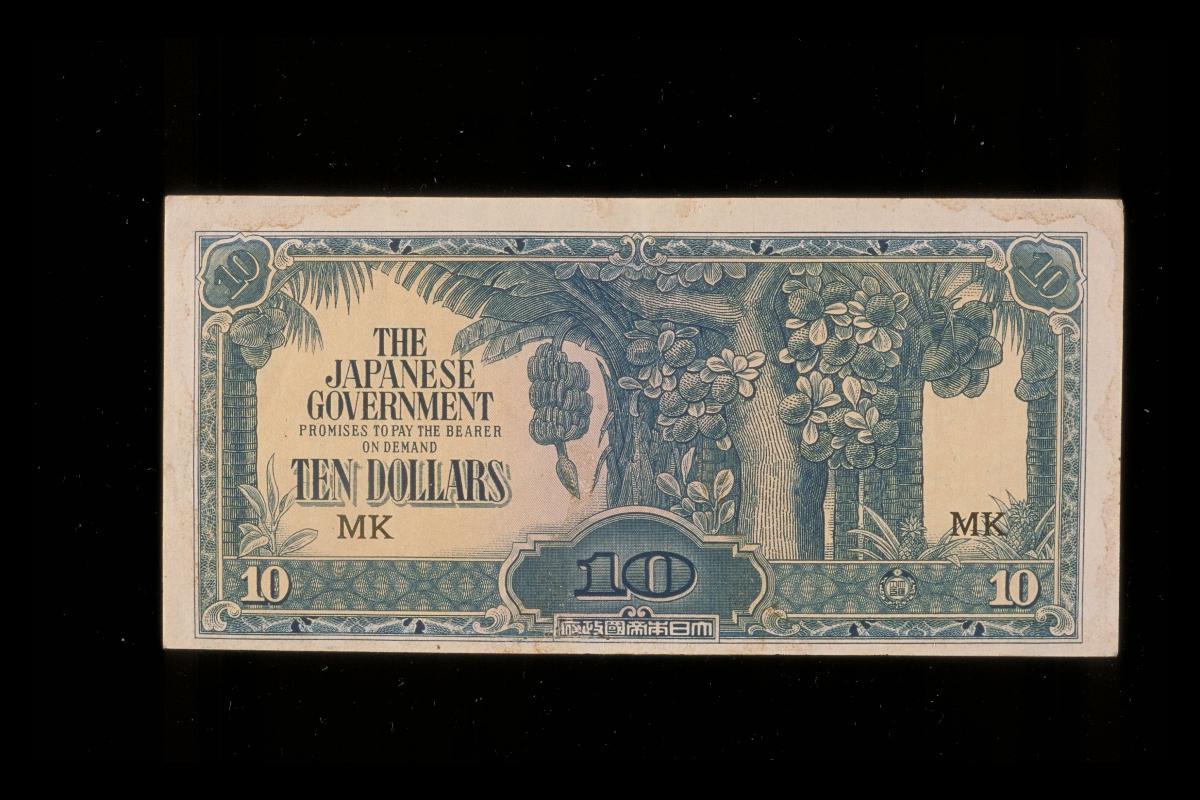 10 10
THE
JAPANESE
GOVERNMENT
PROMISES TO PAY THE BEARER
ON DEMAND
TEN DOLLARS
MK MK
10 10 10
府政國帝本日大